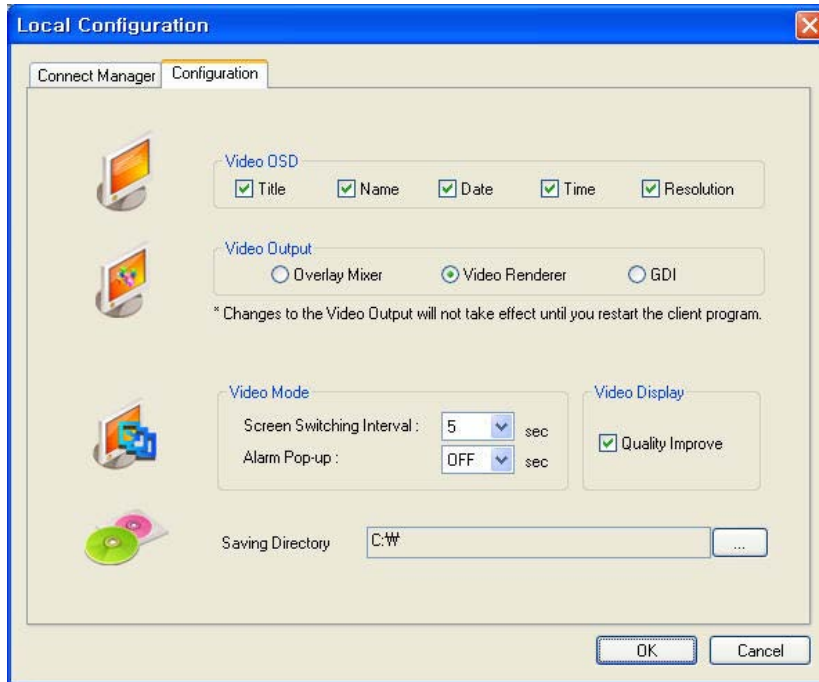 Local Configuration
Connect Manager Configuration
Video OSD
Title Name Date Time Resolution
Video Output
Overlay Mixer Video Renderer GDI
* Changes to the Video Output will not take effect until you restart the client program.
Video Mode Video Display
Screen Switching Interval : 5 sec
Quality Improve
Alarm Pop-up : OFF sec
Saving Directory C:₩ ...
OK Cancel